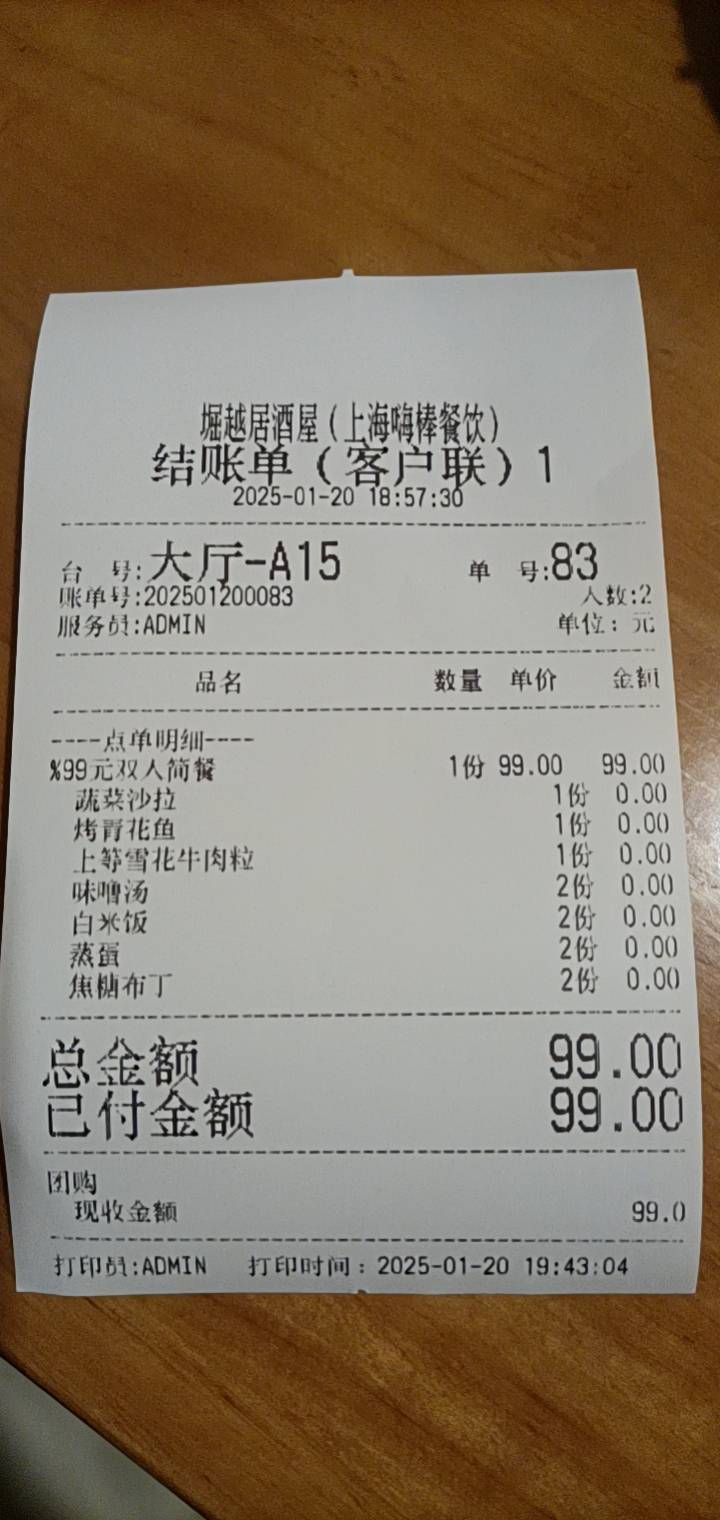 堀越居酒屋（上海嗨棒餐饮）
结账单（客户联）1
2025-01-20 18:57:30
台 号:大厅-A15 单 号:83
账单号:202501200083 人数:2
服务员:ADMIN 单位：元
品名 数量 单价 金额
----点单明细----
%99元双人简餐 1份 99.00 99.00
蔬菜沙拉 1份 0.00
烤青花鱼 1份 0.00
上等雪花牛肉粒 1份 0.00
味噜汤 2份 0.00
白米饭 2份 0.00
蒸蛋 2份 0.00
焦糖布丁 2份 0.00
总金额 99.00
已付金额 99.00
团购
现收金额 99.0
打印员:ADMIN 打印时间：2025-01-20 19:43:04